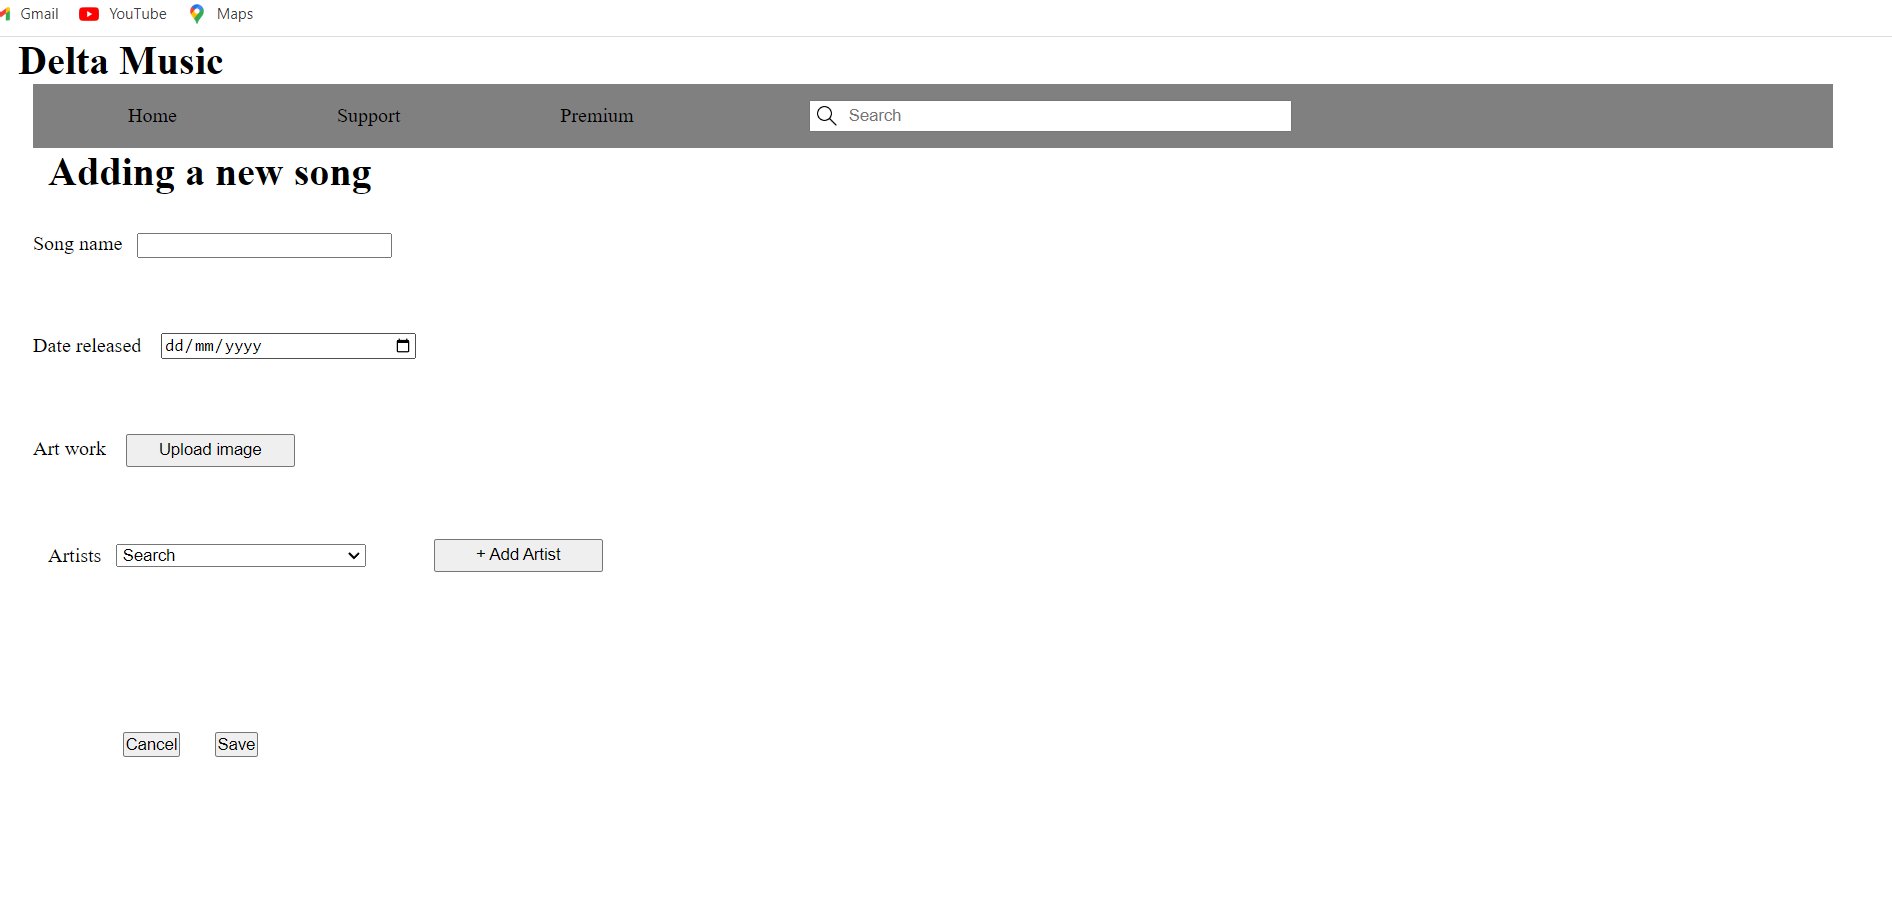 Gmail YouTube Maps
Delta Music
Home Support Premium Search
Adding a new song
Song name
Date released dd/mm/yyyy
Art work Upload image
Artists Search + Add Artist
Cancel Save